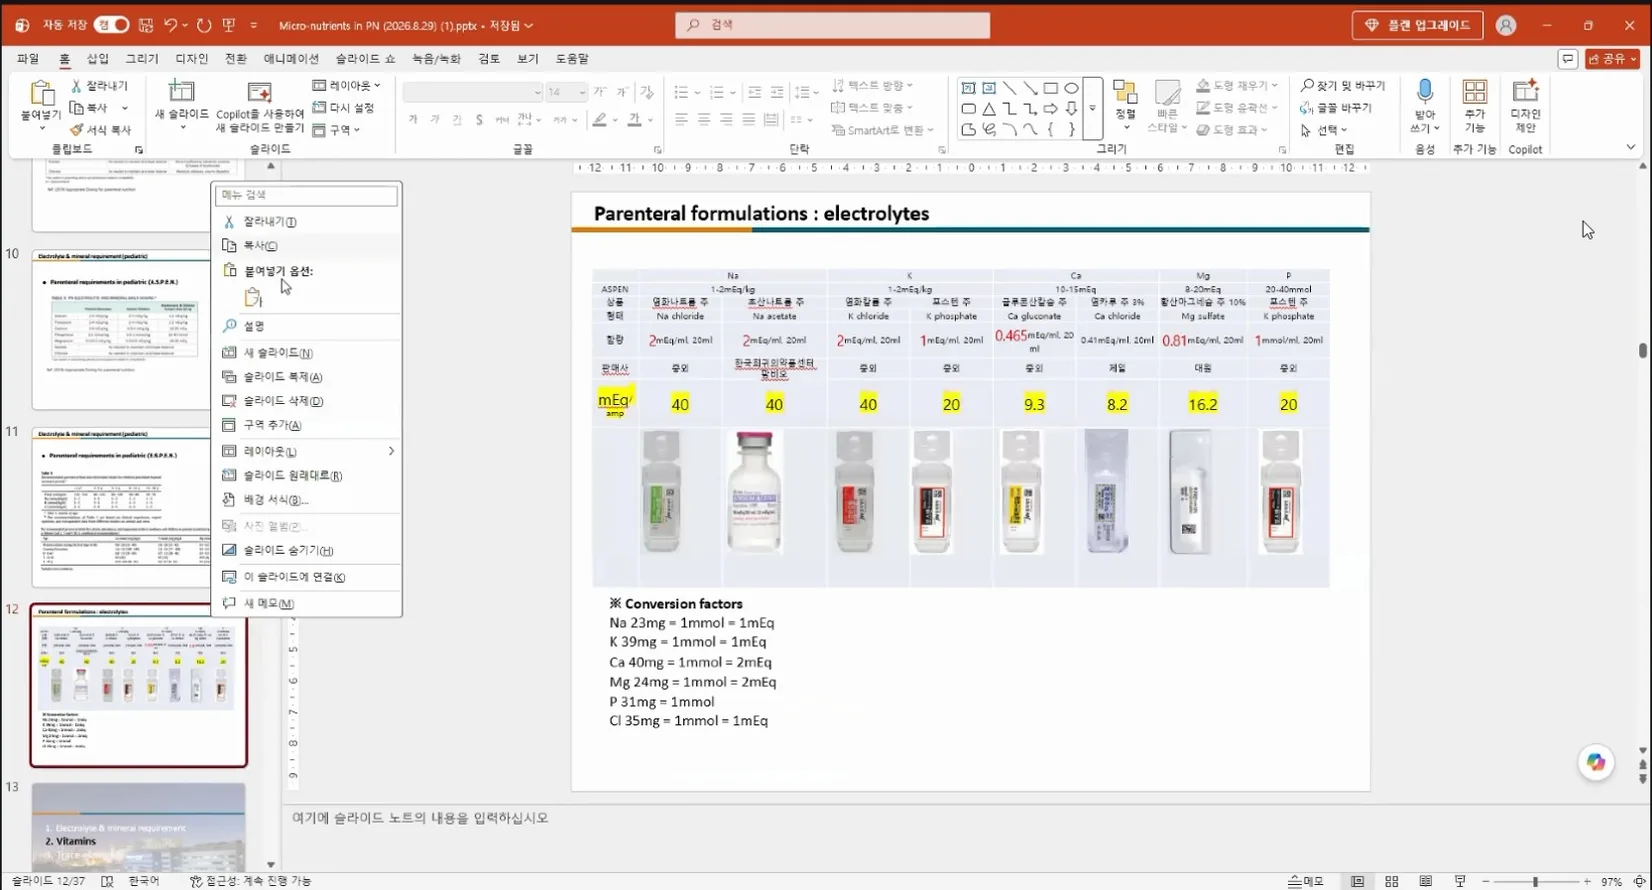 자동 저장
Micro-nutrients in PN (2026.8.29) (1).pptx • 저장됨
검색
플랜 업그레이드
파일 홈 삽입 그리기 디자인 전환 애니메이션 슬라이드 쇼 녹음/녹화 검토 보기 도움말
공유
붙여넣기
잘라내기
복사
서식 복사
클립보드
새 슬라이드
Copilot을 사용하여 새 슬라이드 만들기
레이아웃
다시 설정
구역
슬라이드
14
글꼴
텍스트 방향
텍스트 맞춤
SmartArt로 변환
단락
정렬
빠른 스타일
도형 채우기
도형 윤곽선
도형 효과
그리기
찾기 및 바꾸기
글꼴 바꾸기
선택
편집
받아쓰기
음성
추가 기능
추가 기능
디자인 제안
Copilot
메뉴 검색
잘라내기(T)
복사(C)
붙여넣기 옵션:
설명
새 슬라이드(N)
슬라이드 복제(A)
슬라이드 삭제(D)
구역 추가(A)
레이아웃(L)
슬라이드 원래대로(R)
배경 서식(B)...
사진 앨범(P)...
슬라이드 숨기기(H)
이 슬라이드에 연결(K)
새 메모(M)
10
Electrolyte & mineral requirement (pediatric)
Parenteral requirements in pediatric (A.S.P.E.N.)
11
Electrolyte & mineral requirement (pediatric)
12
Parenteral formulations : electrolytes
13
1. Electrolyte & mineral requirement
2. Vitamins
Parenteral formulations : electrolytes
Na K Ca Mg P
ASPEN 1-2mEq/kg 1-2mEq/kg 10-15mEq 8-20mEq 20-40mmol
상품 염화나트륨 주 초산나트륨 주 염화칼륨 주 포스텐 주 글루콘산칼슘 주 염카루 주 3% 황산마그네슘 주 10% 포스텐 주
형태 Na chloride Na acetate K chloride K phosphate Ca gluconate Ca chloride Mg sulfate K phosphate
함량 2mEq/ml, 20ml 2mEq/ml, 20ml 2mEq/ml, 20ml 1mEq/ml, 20ml 0.465mEq/ml, 20ml 0.41mEq/ml, 20ml 0.81mEq/ml, 20ml 1mmol/ml, 20ml
판매사 중외 한국희귀의약품센터 중외 중외 중외 제일 대원 중외
mEq/amp 40 40 40 20 9.3 8.2 16.2 20
※ Conversion factors
Na 23mg = 1mmol = 1mEq
K 39mg = 1mmol = 1mEq
Ca 40mg = 1mmol = 2mEq
Mg 24mg = 1mmol = 2mEq
P 31mg = 1mmol
Cl 35mg = 1mmol = 1mEq
여기에 슬라이드 노트의 내용을 입력하십시오
슬라이드 12/37 한국어 접근성: 계속 진행 가능
메모
97%